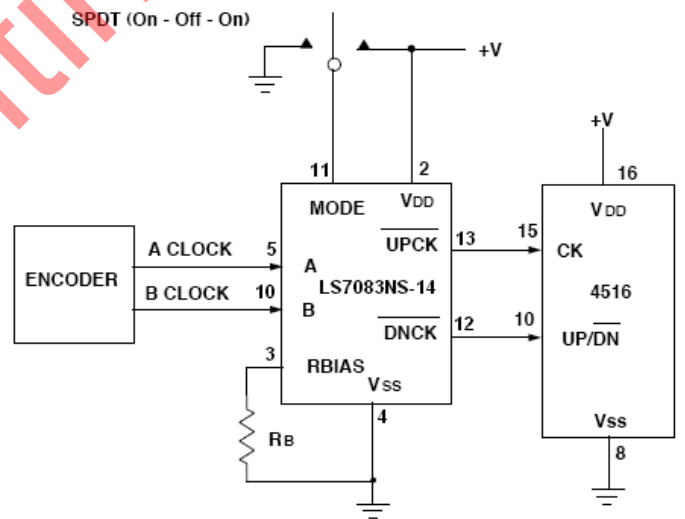 SPDT (On - Off - On)
+V
+V
11
2
16
MODE
VDD
VDD
UPCK
13
15
CK
A CLOCK
5
A
ENCODER
LS7083NS-14
4516
B CLOCK
10
B
DNCK
12
10
UP/DN
3
RBIAS
VSS
4
VSS
8
RB